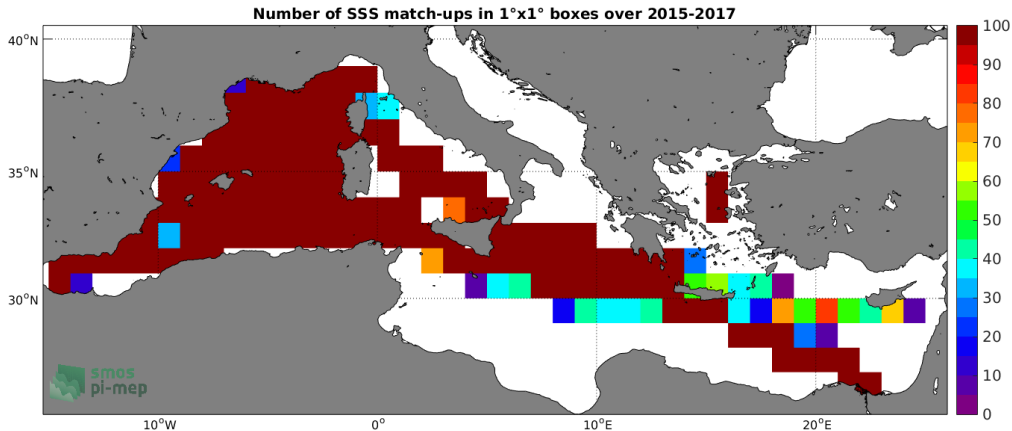 Number of SSS match-ups in 1°x1° boxes over 2015-2017
40°N
35°N
30°N
10°W
0°
10°E
20°E
100
90
80
70
60
50
40
30
20
10
0
smos
pi-mep